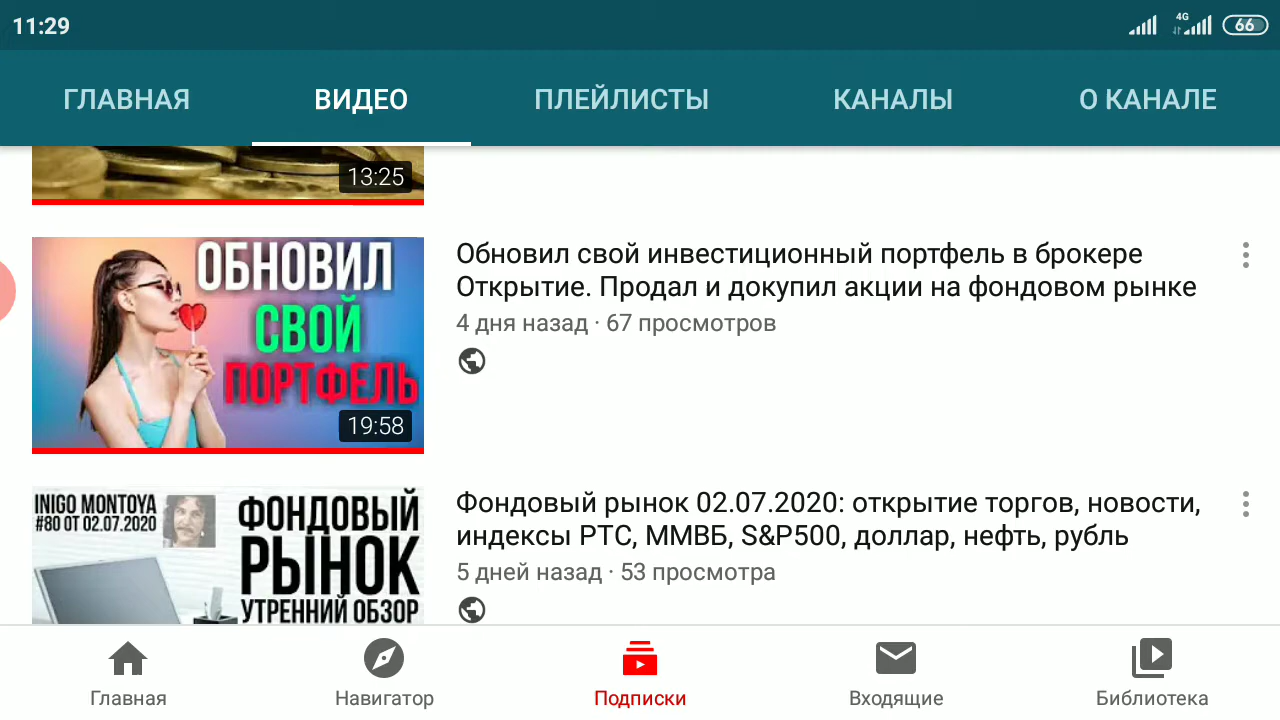 11:29
4G
66
ГЛАВНАЯ
ВИДЕО
ПЛЕЙЛИСТЫ
КАНАЛЫ
О КАНАЛЕ
13:25
ОБНОВИЛ
СВОЙ
ПОРТФЕЛЬ
19:58
Обновил свой инвестиционный портфель в брокере
Открытие. Продал и докупил акции на фондовом рынке
4 дня назад · 67 просмотров
INIGO MONTOYA
#80 ОТ 02.07.2020
ФОНДОВЫЙ
РЫНОК
УТРЕННИЙ ОБЗОР
Фондовый рынок 02.07.2020: открытие торгов, новости,
индексы РТС, ММВБ, S&P500, доллар, нефть, рубль
5 дней назад · 53 просмотра
Главная
Навигатор
Подписки
Входящие
Библиотека